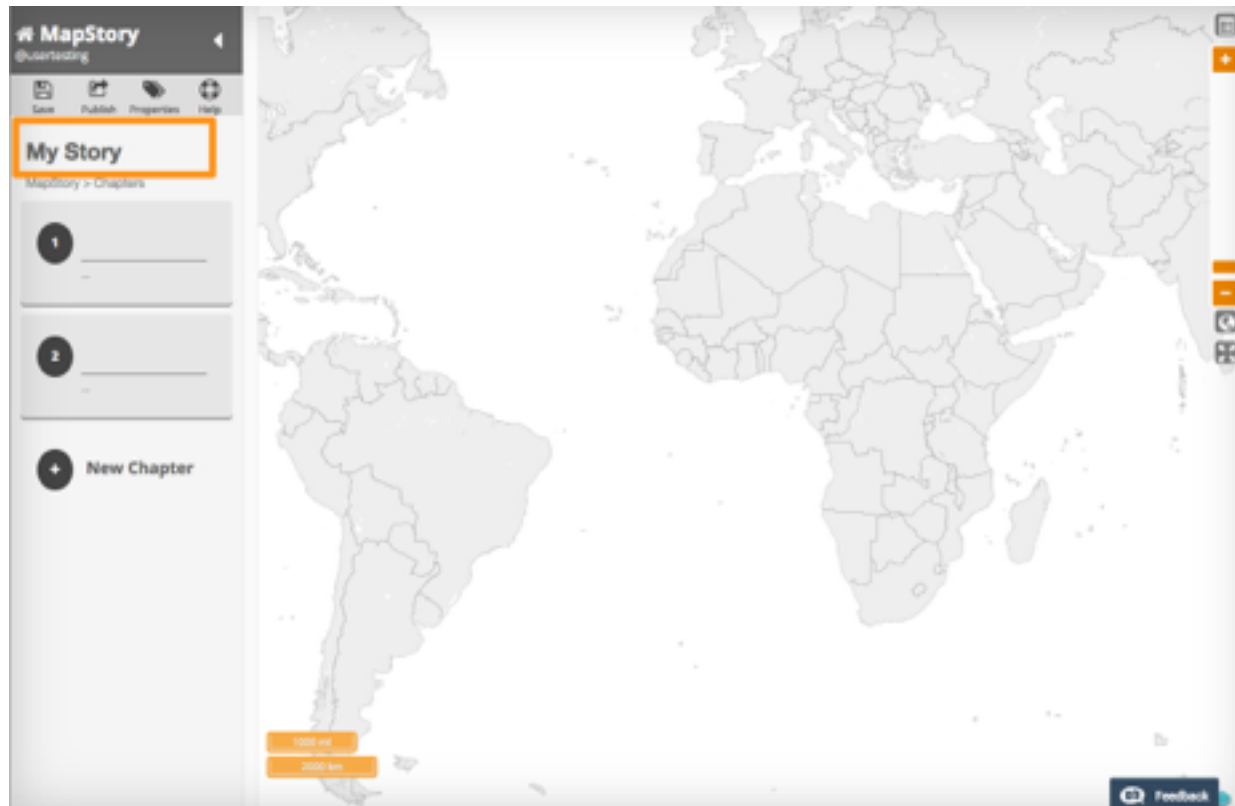 MapStory
@usertesting
Save Publish Properties Help
My Story
MapStory > Chapters
1
2
+ New Chapter
+
−
1000 mi
2000 km
Feedback